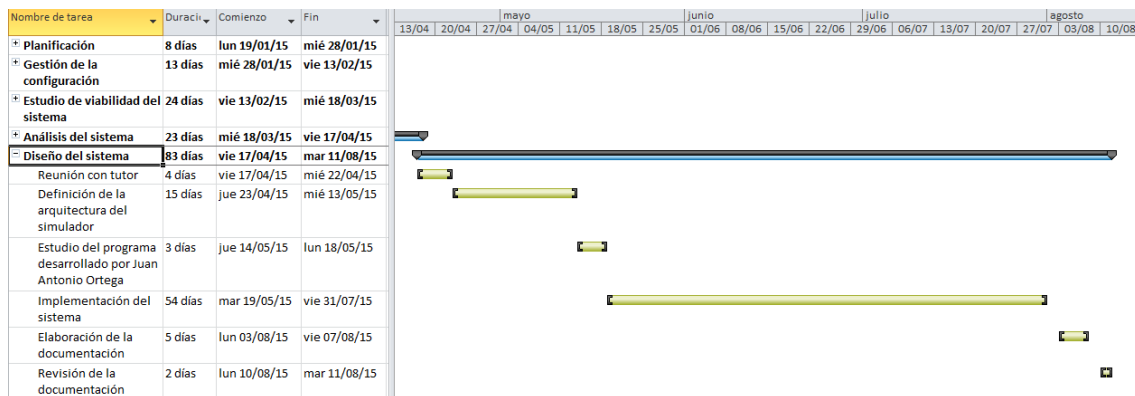 Nombre de tarea Duració Comienzo Fin mayo junio julio agosto
13/04 20/04 27/04 04/05 11/05 18/05 25/05 01/06 08/06 15/06 22/06 29/06 06/07 13/07 20/07 27/07 03/08 10/08
Planificación 8 días lun 19/01/15 mié 28/01/15
Gestión de la 13 días mié 28/01/15 vie 13/02/15
configuración
Estudio de viabilidad del 24 días vie 13/02/15 mié 18/03/15
sistema
Análisis del sistema 23 días mié 18/03/15 vie 17/04/15
Diseño del sistema 83 días vie 17/04/15 mar 11/08/15
Reunión con tutor 4 días vie 17/04/15 mié 22/04/15
Definición de la 15 días jue 23/04/15 mié 13/05/15
arquitectura del
simulador
Estudio del programa 3 días jue 14/05/15 lun 18/05/15
desarrollado por Juan
Antonio Ortega
Implementación del 54 días mar 19/05/15 vie 31/07/15
sistema
Elaboración de la 5 días lun 03/08/15 vie 07/08/15
documentación
Revisión de la 2 días lun 10/08/15 mar 11/08/15
documentación